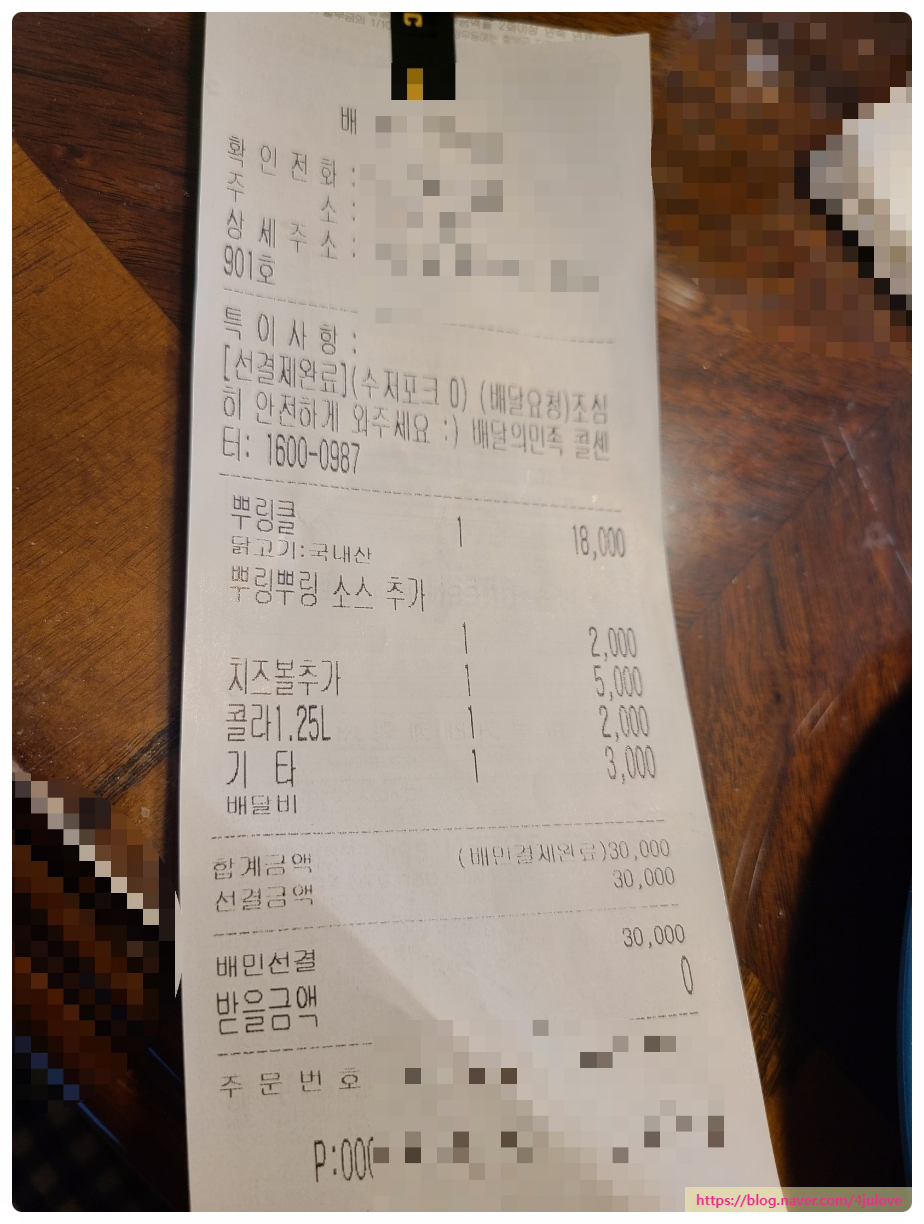 배
확인전화 :
주 소 :
상세주소 :
901호
특이사항 :
[선결제완료](수저포크 0) (배달요청)조심
히 안전하게 와주세요 :) 배달의민족 콜센
터: 1600-0987
뿌링클 1 18,000
닭고기:국내산
뿌링뿌링 소스 추가
1 2,000
치즈볼추가 1 5,000
콜라1.25L 1 2,000
기 타 1 3,000
배달비
합계금액 (배민결제완료)30,000
선결금액 30,000
배민선결 30,000
받을금액 0
주문번호
P:000
https://blog.naver.com/4julove